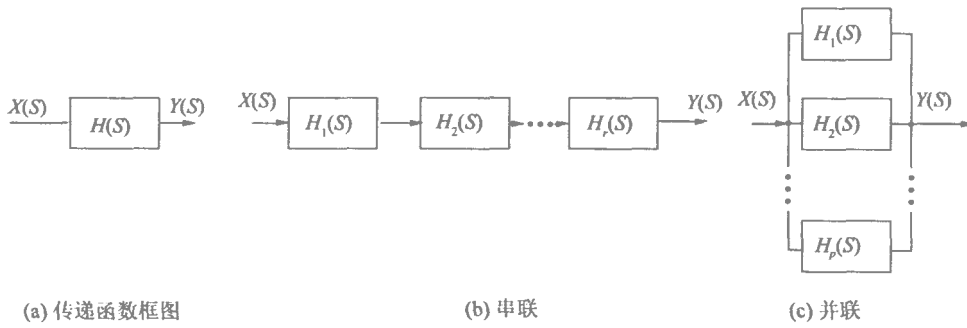 X(S)
H(S)
Y(S)
(a) 传递函数框图
X(S)
H₁(S)
H₂(S)
Hᵣ(S)
Y(S)
(b) 串联
X(S)
H₁(S)
H₂(S)
Hₚ(S)
Y(S)
(c) 并联